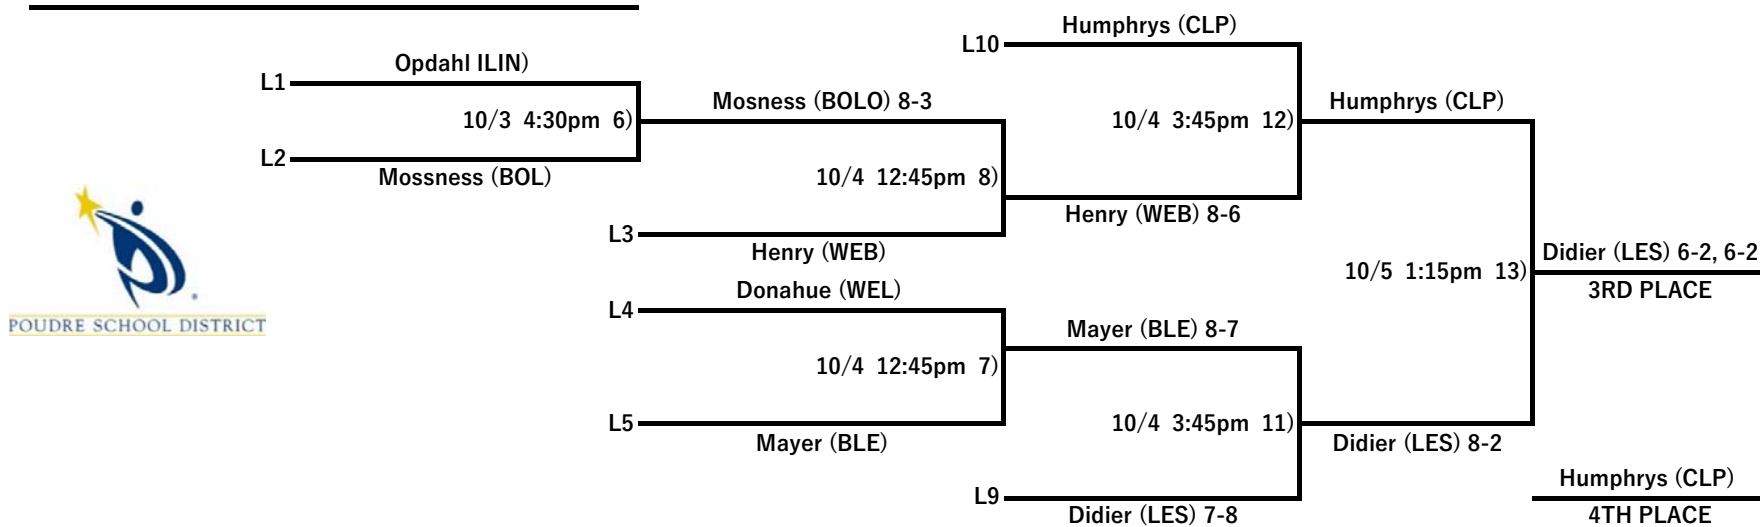 Humphrys (CLP)
L10
Opdahl ILIN)
L1
Mosness (BOLO) 8-3
Humphrys (CLP)
10/3 4:30pm 6)
10/4 3:45pm 12)
L2
Mossness (BOL)
10/4 12:45pm 8)
Henry (WEB) 8-6
L3
Henry (WEB)
Didier (LES) 6-2, 6-2
10/5 1:15pm 13)
3RD PLACE
Donahue (WEL)
L4
POUDRE SCHOOL DISTRICT
Mayer (BLE) 8-7
10/4 12:45pm 7)
L5
10/4 3:45pm 11)
Mayer (BLE)
Didier (LES) 8-2
Humphrys (CLP)
L9
Didier (LES) 7-8
4TH PLACE